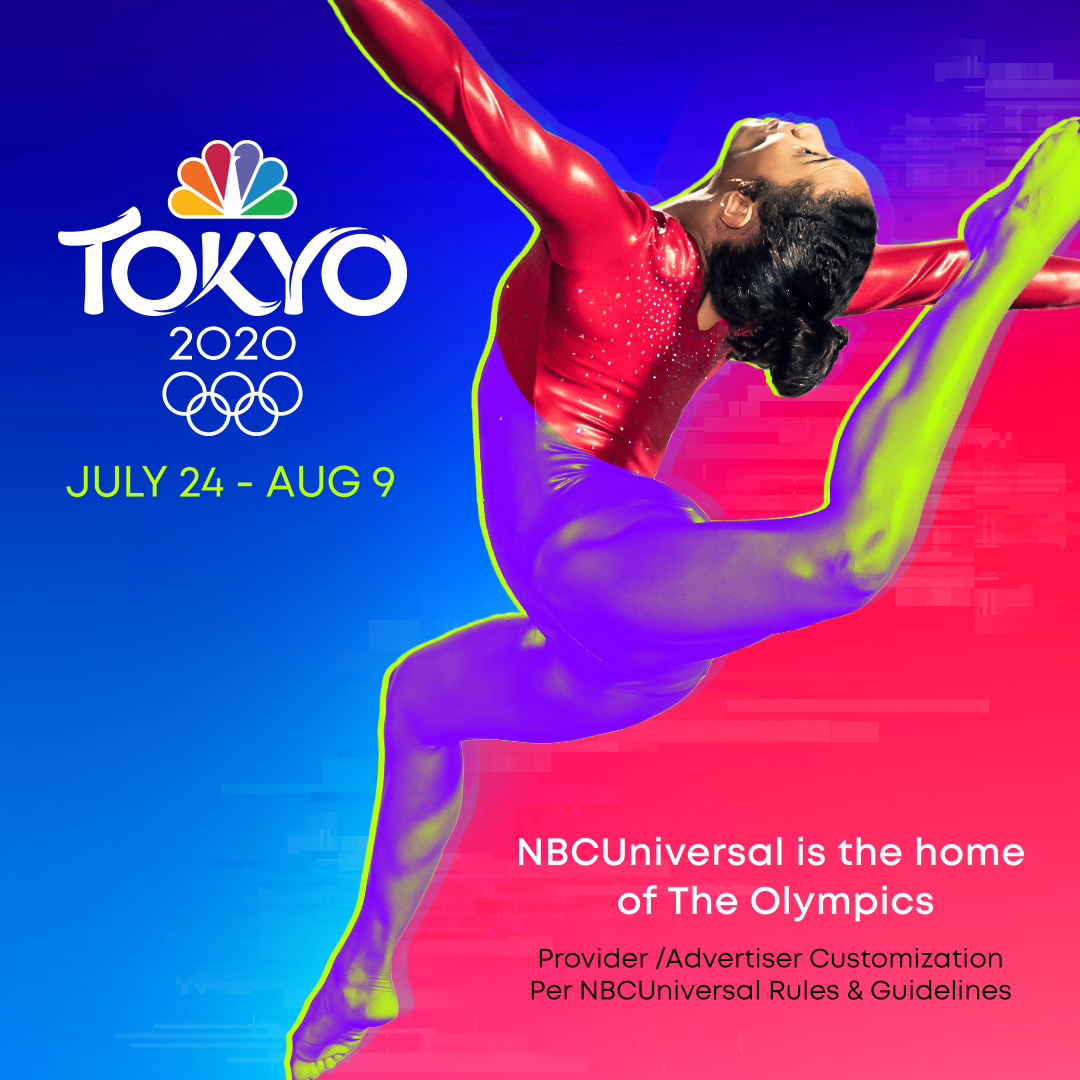 TOKYO
2020
JULY 24 - AUG 9
NBCUniversal is the home
of The Olympics
Provider /Advertiser Customization
Per NBCUniversal Rules & Guidelines